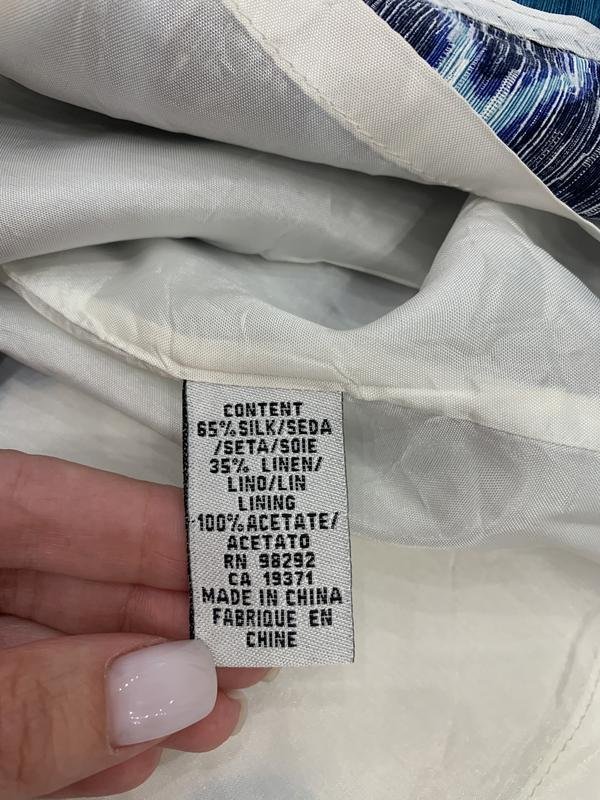 CONTENT
65% SILK/SEDA
/SETA/SOIE
35% LINEN/
LINO/LIN
LINING
100% ACETATE/
ACETATO
RN 98292
CA 19371
MADE IN CHINA
FABRIQUE EN
CHINE